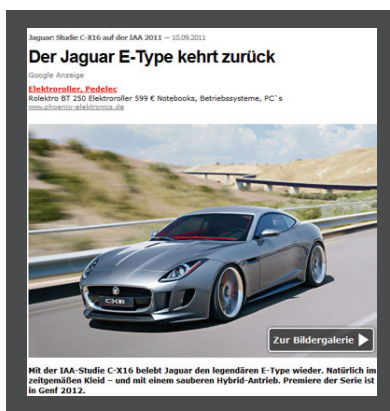 Jaguar: Studie C-X16 auf der IAA 2011 — 10.09.2011
Der Jaguar E-Type kehrt zurück
Google Anzeige
Elektroroller, Pedelec
Rolektro BT 250 Elektroroller 599 € Notebooks, Betriebssysteme, PC`s
www.phoenix-elektronics.de
C-X16
Zur Bildergalerie
Mit der IAA-Studie C-X16 belebt Jaguar den legendären E-Type wieder. Natürlich im
zeitgemäßen Kleid – und mit einem sauberen Hybrid-Antrieb. Premiere der Serie ist
in Genf 2012.